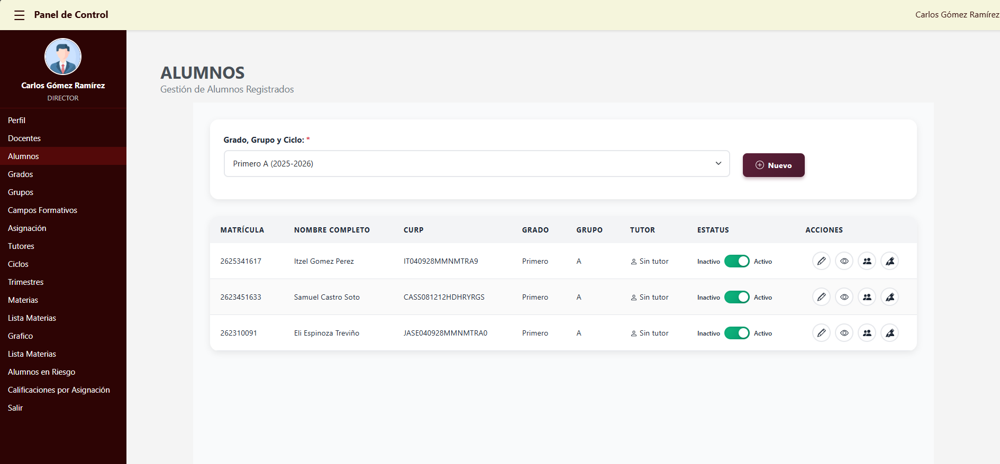 Panel de Control
Carlos Gómez Ramírez
Carlos Gómez Ramírez
DIRECTOR
Perfil
Docentes
Alumnos
Grados
Grupos
Campos Formativos
Asignación
Tutores
Ciclos
Trimestres
Materias
Lista Materias
Grafico
Lista Materias
Alumnos en Riesgo
Calificaciones por Asignación
Salir
ALUMNOS
Gestión de Alumnos Registrados
Grado, Grupo y Ciclo: *
Primero A (2025-2026)
Nuevo
MATRÍCULA NOMBRE COMPLETO CURP GRADO GRUPO TUTOR ESTATUS ACCIONES
2625341617 Itzel Gomez Perez IT040928MMNMTRA9 Primero A Sin tutor Inactivo Activo
2623451633 Samuel Castro Soto CASS081212HDHRYRGS Primero A Sin tutor Inactivo Activo
262310091 Eli Espinoza Treviño JASE040928MMNMTRA0 Primero A Sin tutor Inactivo Activo